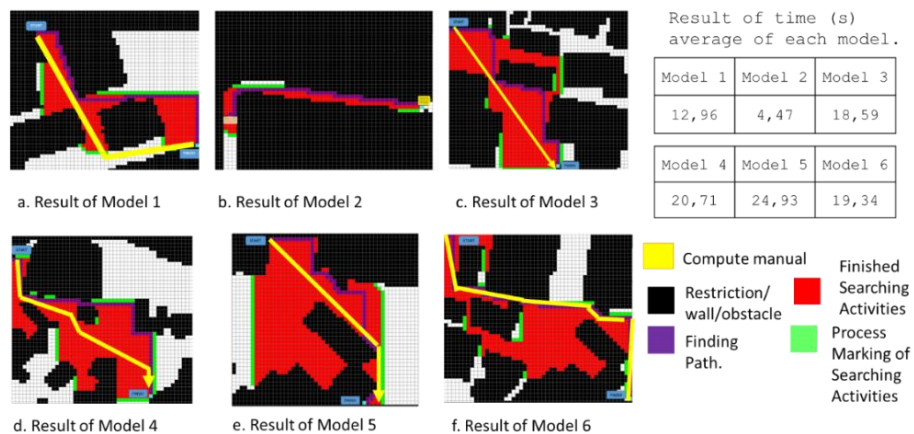 START
START
Result of time (s)
average of each model.
Model 1 Model 2 Model 3
12,96 4,47 18,59
Model 4 Model 5 Model 6
20,71 24,93 19,34
a. Result of Model 1
b. Result of Model 2
c. Result of Model 3
START
Compute manual
Restriction/
wall/obstacle
Finding
Path.
Finished
Searching
Activities
Process
Marking of
Searching
Activities
d. Result of Model 4
e. Result of Model 5
f. Result of Model 6